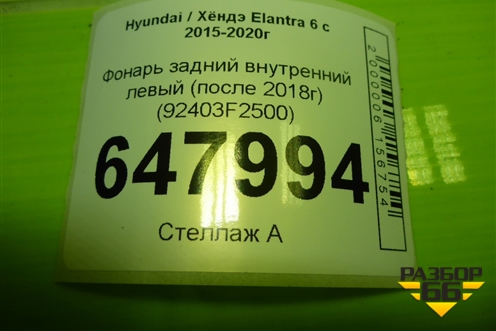 Hyundai / Хёндэ Elantra 6 с
2015-2020г
Фонарь задний внутренний
левый (после 2018г)
(92403F2500)
647994
Стеллаж А
2000006156754
РАЗБОР
66